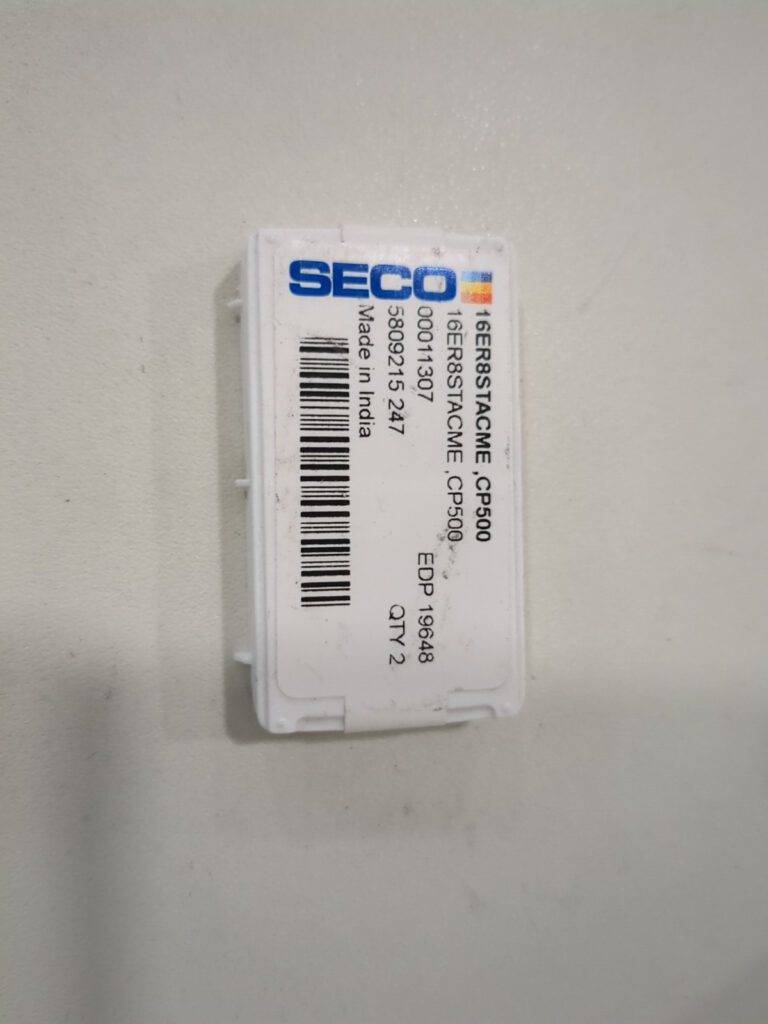 SECO
16ER8STACME ,CP500
16ER8STACME ,CP500
00011307 EDP 19648
5809215 247 QTY 2
Made in India